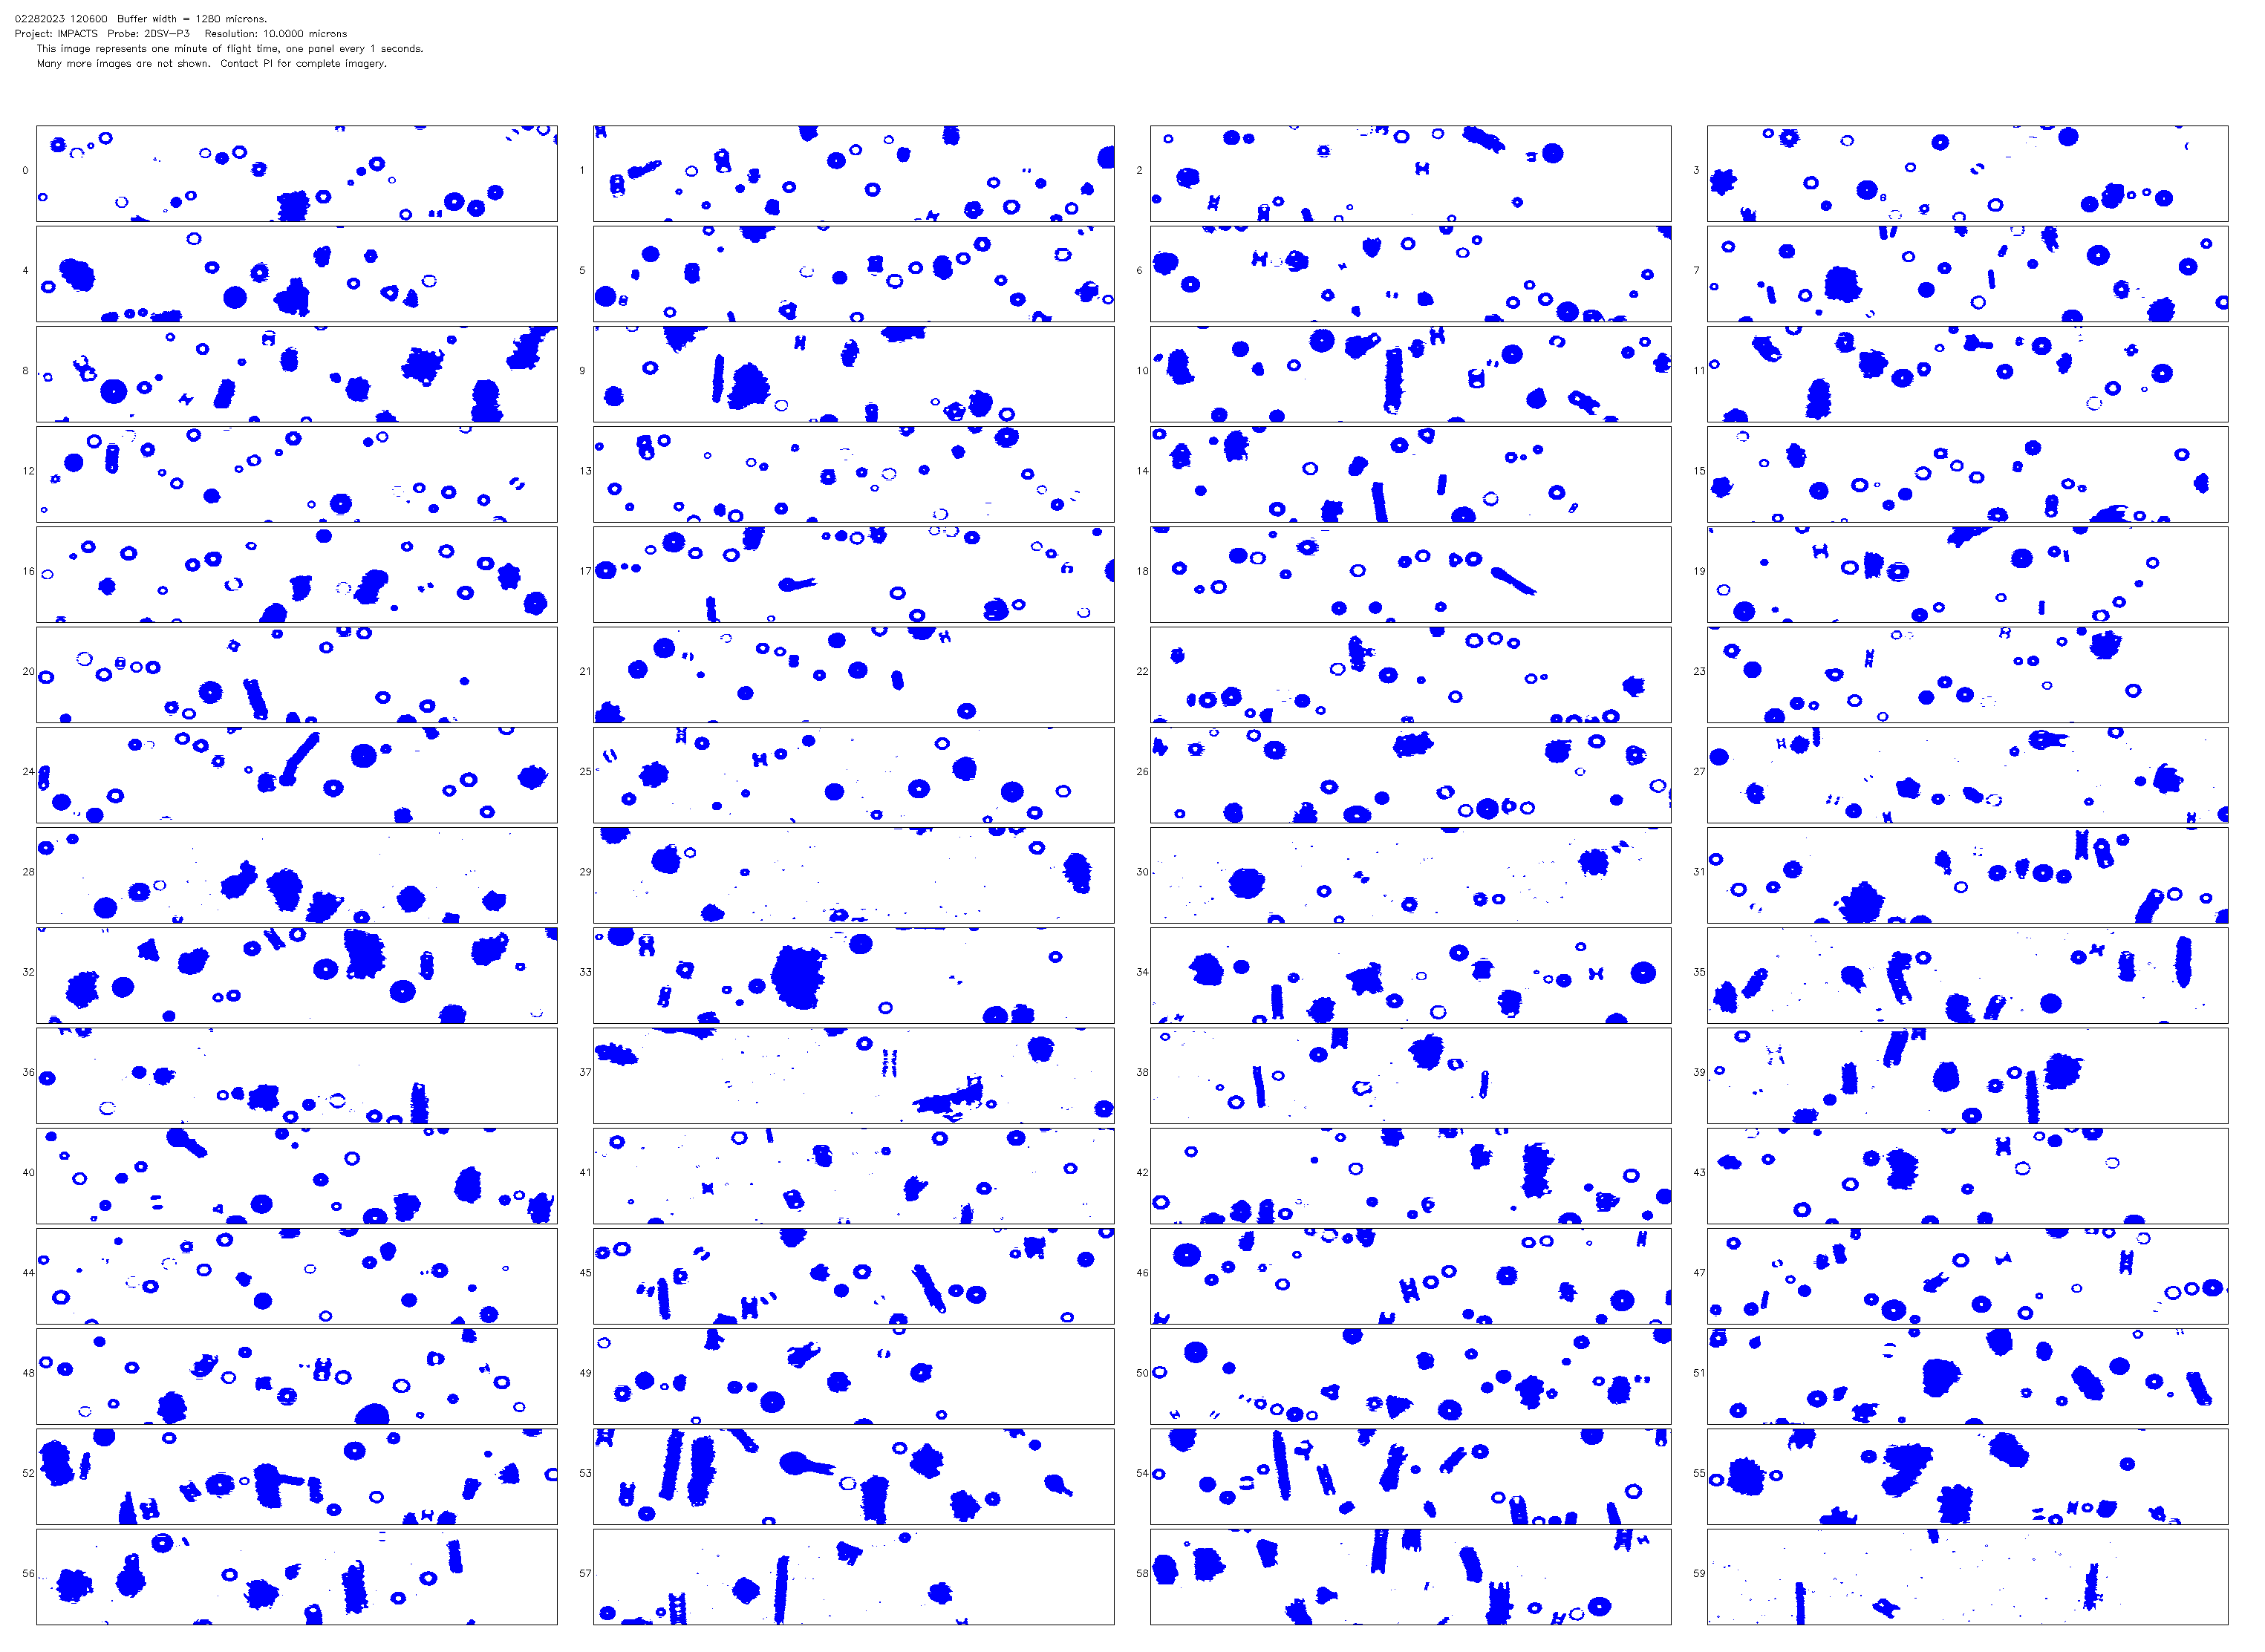 02282023 120600  Buffer width = 1280 microns.
Project: IMPACTS  Probe: 2DSV-P3  Resolution: 10.0000 microns
This image represents one minute of flight time, one panel every 1 seconds.
Many more images are not shown.  Contact PI for complete imagery.
0 1 2 3
4 5 6 7
8 9 10 11
12 13 14 15
16 17 18 19
20 21 22 23
24 25 26 27
28 29 30 31
32 33 34 35
36 37 38 39
40 41 42 43
44 45 46 47
48 49 50 51
52 53 54 55
56 57 58 59